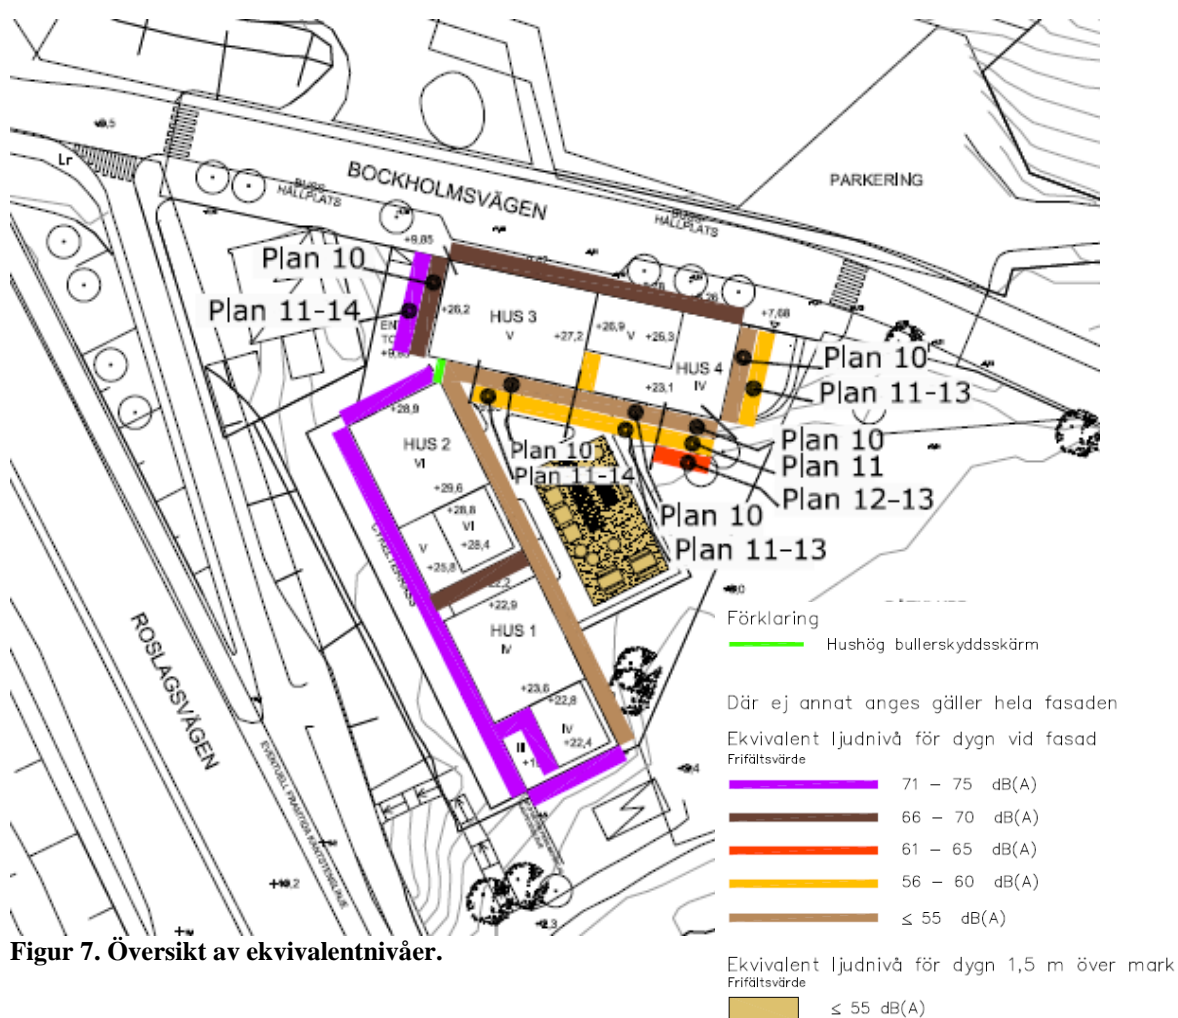 Lr
BOCKHOLMSVÄGEN
BUSS
HÅLLPLATS
BUSS
HÅLLPLATS
PARKERING
+9,85
+7,68
Plan 10
Plan 11-14
+26,2
HUS 3
V
+27,2
+26,9
V
+26,3
HUS 4
IV
+23,1
Plan 10
Plan 11-13
Plan 10
Plan 11
Plan 12-13
Plan 10
Plan 11-14
Plan 10
Plan 11-13
+28,9
HUS 2
VI
+29,6
+28,8
VI
+28,4
V
+25,8
+22,9
HUS 1
IV
+23,6
+22,8
IV
+22,4
III
ROSLAGSVÄGEN
EVENTUELL FRAMTIDA KANTSTENSLINJE
Förklaring
Hushög bullerskyddsskärm
Där ej annat anges gäller hela fasaden
Ekvivalent ljudnivå för dygn vid fasad
Frifältsvärde
71 – 75 dB(A)
66 – 70 dB(A)
61 – 65 dB(A)
56 – 60 dB(A)
≤ 55 dB(A)
Ekvivalent ljudnivå för dygn 1,5 m över mark
Frifältsvärde
≤ 55 dB(A)
Figur 7. Översikt av ekvivalentnivåer.